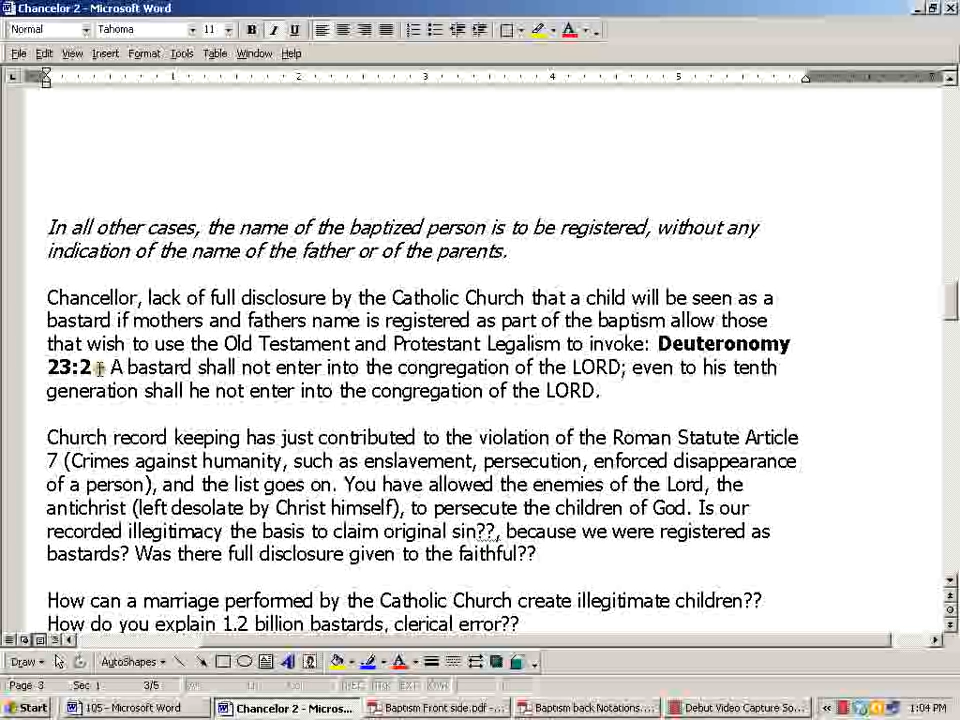 Chancelor 2 - Microsoft Word
Normal Tahoma 11 B I U
File Edit View Insert Format Tools Table Window Help
1 2 3 4 5 7
In all other cases, the name of the baptized person is to be registered, without any
indication of the name of the father or of the parents.
Chancellor, lack of full disclosure by the Catholic Church that a child will be seen as a
bastard if mothers and fathers name is registered as part of the baptism allow those
that wish to use the Old Testament and Protestant Legalism to invoke: Deuteronomy
23:2 A bastard shall not enter into the congregation of the LORD; even to his tenth
generation shall he not enter into the congregation of the LORD.
Church record keeping has just contributed to the violation of the Roman Statute Article
7 (Crimes against humanity, such as enslavement, persecution, enforced disappearance
of a person), and the list goes on. You have allowed the enemies of the Lord, the
antichrist (left desolate by Christ himself), to persecute the children of God. Is our
recorded illegitimacy the basis to claim original sin??, because we were registered as
bastards? Was there full disclosure given to the faithful??
How can a marriage performed by the Catholic Church create illegitimate children??
How do you explain 1.2 billion bastards, clerical error??
Draw AutoShapes
Page 3 Sec 1 3/5
Start 105 - Microsoft Word Chancelor 2 - Micros... Baptism Front side.pdf -... Baptism back Notations.... Debut Video Capture So... « 1:04 PM